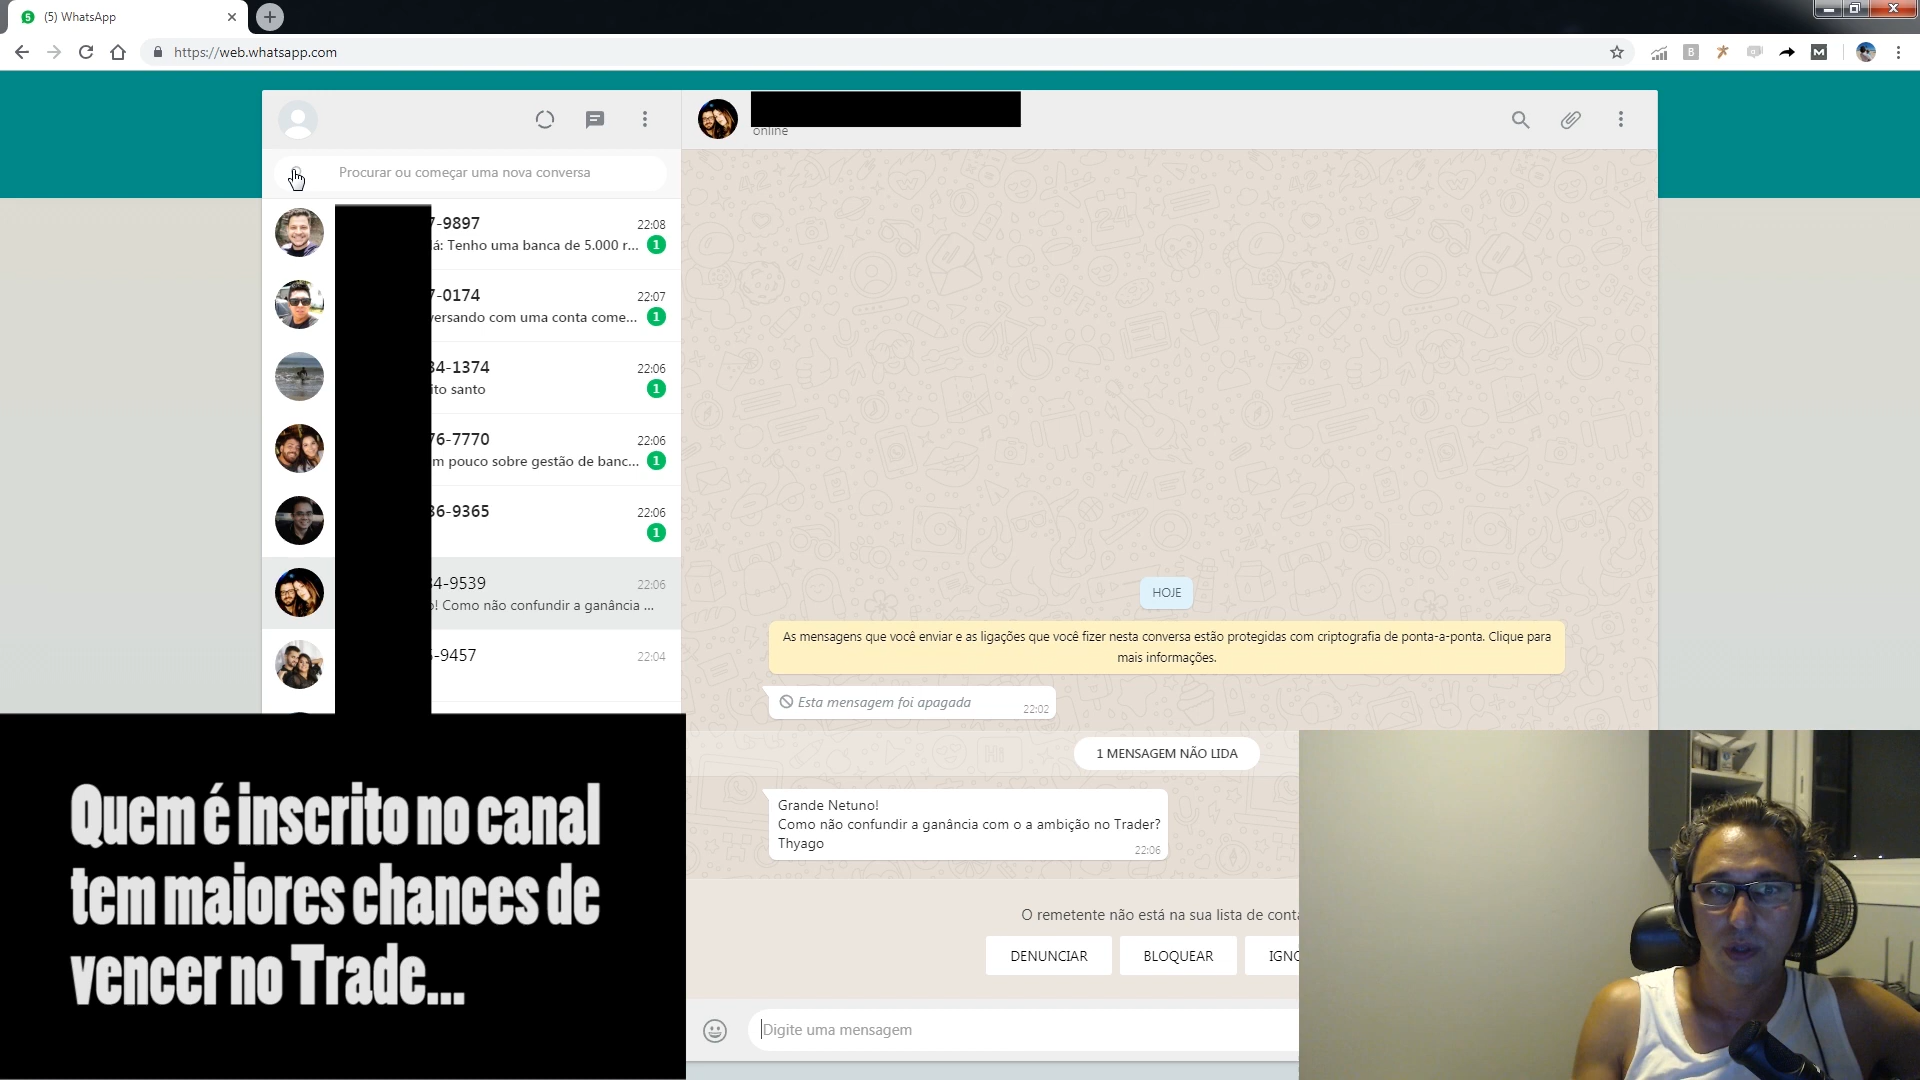 (5) WhatsApp
https://web.whatsapp.com
online
Procurar ou começar uma nova conversa
7-9897
22:08
lá: Tenho uma banca de 5.000 r...
1
7-0174
22:07
versando com uma conta come...
1
34-1374
22:06
ito santo
1
76-7770
22:06
m pouco sobre gestão de banc...
1
36-9365
22:06
1
34-9539
22:06
o! Como não confundir a ganância ...
5-9457
22:04
HOJE
As mensagens que você enviar e as ligações que você fizer nesta conversa estão protegidas com criptografia de ponta-a-ponta. Clique para
mais informações.
Esta mensagem foi apagada
22:02
1 MENSAGEM NÃO LIDA
Grande Netuno!
Como não confundir a ganância com o a ambição no Trader?
Thyago
22:06
O remetente não está na sua lista de conta
DENUNCIAR
BLOQUEAR
IGNO
Digite uma mensagem
Quem é inscrito no canal
tem maiores chances de
vencer no Trade...